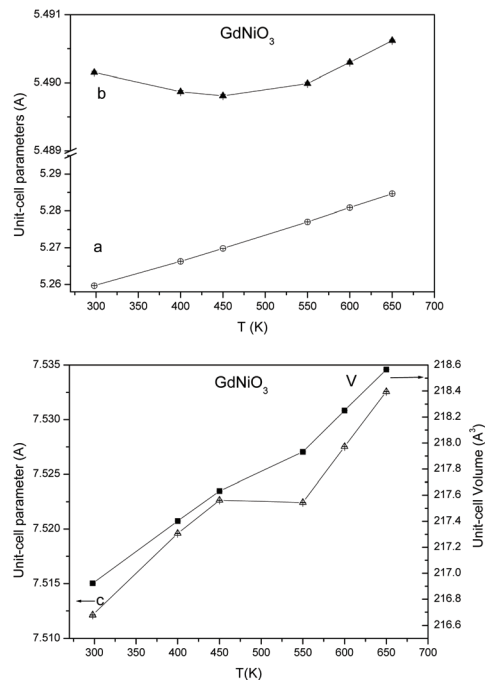 GdNiO3
5.491
5.490
5.489
5.29
5.28
5.27
5.26
Unit-cell parameters (A)
b
a
300 350 400 450 500 550 600 650 700
T (K)
GdNiO3
V
c
7.535
7.530
7.525
7.520
7.515
7.510
Unit-cell parameter (A)
218.6
218.4
218.2
218.0
217.8
217.6
217.4
217.2
217.0
216.8
216.6
Unit-cell Volume (A3)
300 350 400 450 500 550 600 650 700
T(K)